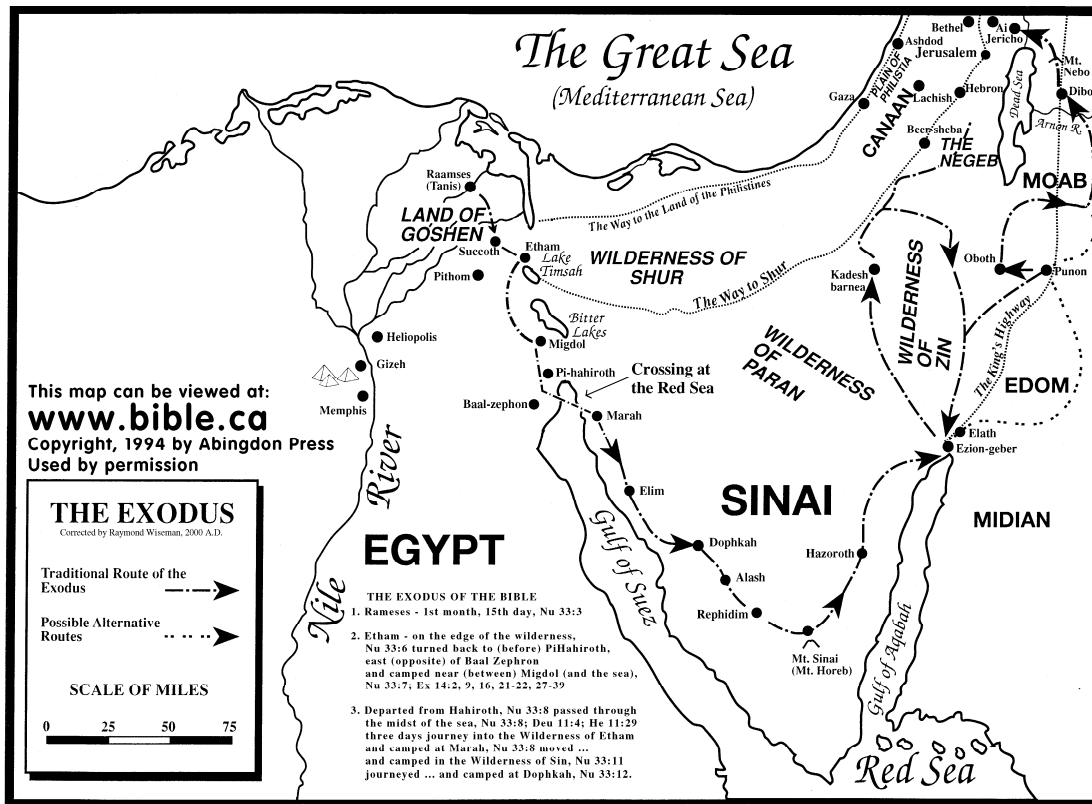 The Great Sea
(Mediterranean Sea)
Bethel
Ai
Jericho
Ashdod
Jerusalem
PLAIN OF
PHILISTIA
Mt.
Nebo
Gaza
CANAAN
Lachish
Hebron
Dead Sea
Dibo
Arnon R.
Beersheba
THE
NEGEB
MOAB
Raamses
(Tanis)
LAND OF
GOSHEN
The Way to the Land of the Philistines
Succoth
Etham
Lake
Timsah
WILDERNESS OF
SHUR
Pithom
The Way to Shur
Kadesh
barnea
WILDERNESS
OF
ZIN
Oboth
Punon
Bitter
Lakes
Heliopolis
Migdol
The King's Highway
WILDERNESS
OF
PARAN
Gizeh
Pi-hahiroth
Crossing at
the Red Sea
EDOM
Memphis
Baal-zephon
Marah
This map can be viewed at:
www.bible.ca
Copyright, 1994 by Abingdon Press
Used by permission
Elath
Ezion-geber
River
Nile
Elim
SINAI
MIDIAN
EGYPT
Gulf of Suez
Dophkah
Hazoroth
Alash
Rephidim
Mt. Sinai
(Mt. Horeb)
Gulf of Aqabah
Red Sea
THE EXODUS
Corrected by Raymond Wiseman, 2000 A.D.
Traditional Route of the
Exodus
Possible Alternative
Routes
SCALE OF MILES
0 25 50 75
THE EXODUS OF THE BIBLE
1. Rameses - 1st month, 15th day, Nu 33:3
2. Etham - on the edge of the wilderness,
Nu 33:6 turned back to (before) PiHahiroth,
east (opposite) of Baal Zephron
and camped near (between) Migdol (and the sea),
Nu 33:7; Ex 14:2, 9, 16, 21-22, 27-39
3. Departed from Hahiroth, Nu 33:8 passed through
the midst of the sea, Nu 33:8; Deu 11:4; He 11:29
three days journey into the Wilderness of Etham
and camped at Marah, Nu 33:8 moved ...
and camped in the Wilderness of Sin, Nu 33:11
journeyed ... and camped at Dophkah, Nu 33:12.